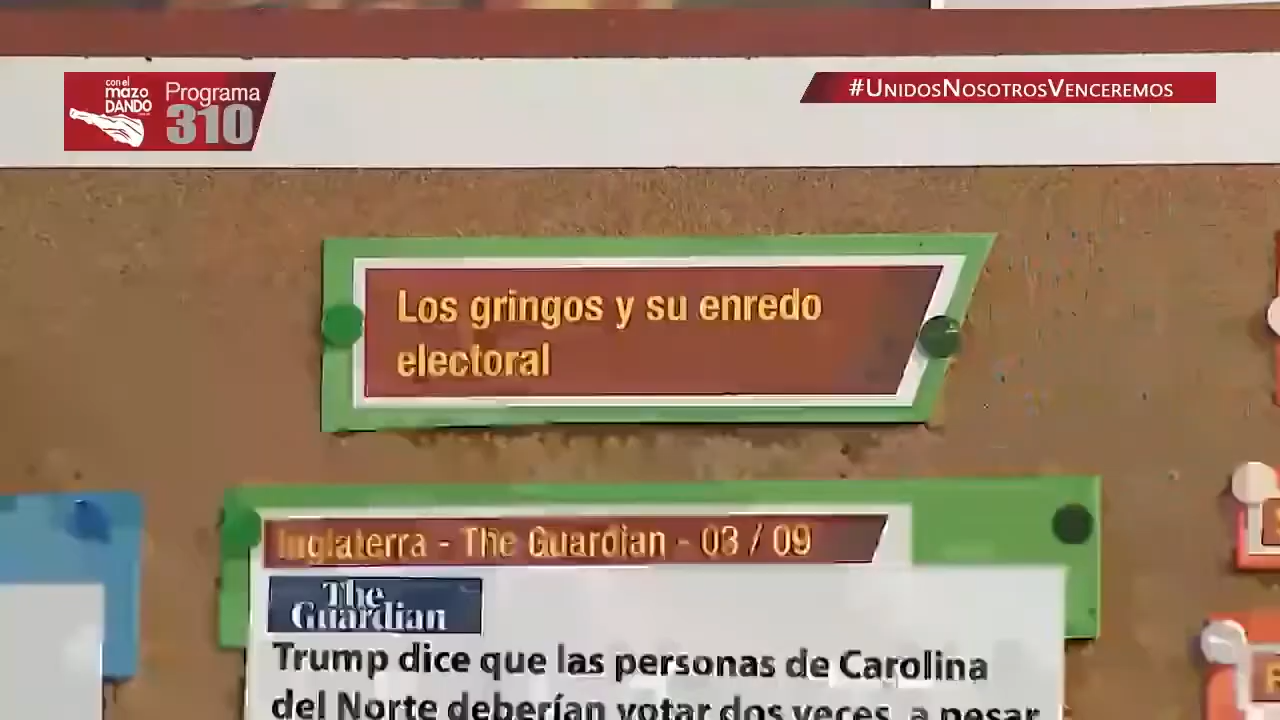 con el
mazo
DANDO
Programa
310
#UNIDOSNOSOTROSVENCEREMOS
Los gringos y su enredo
electoral
Inglaterra - The Guardian - 03 / 09
The
Guardian
Trump dice que las personas de Carolina
del Norte deberían votar dos veces, a pesar